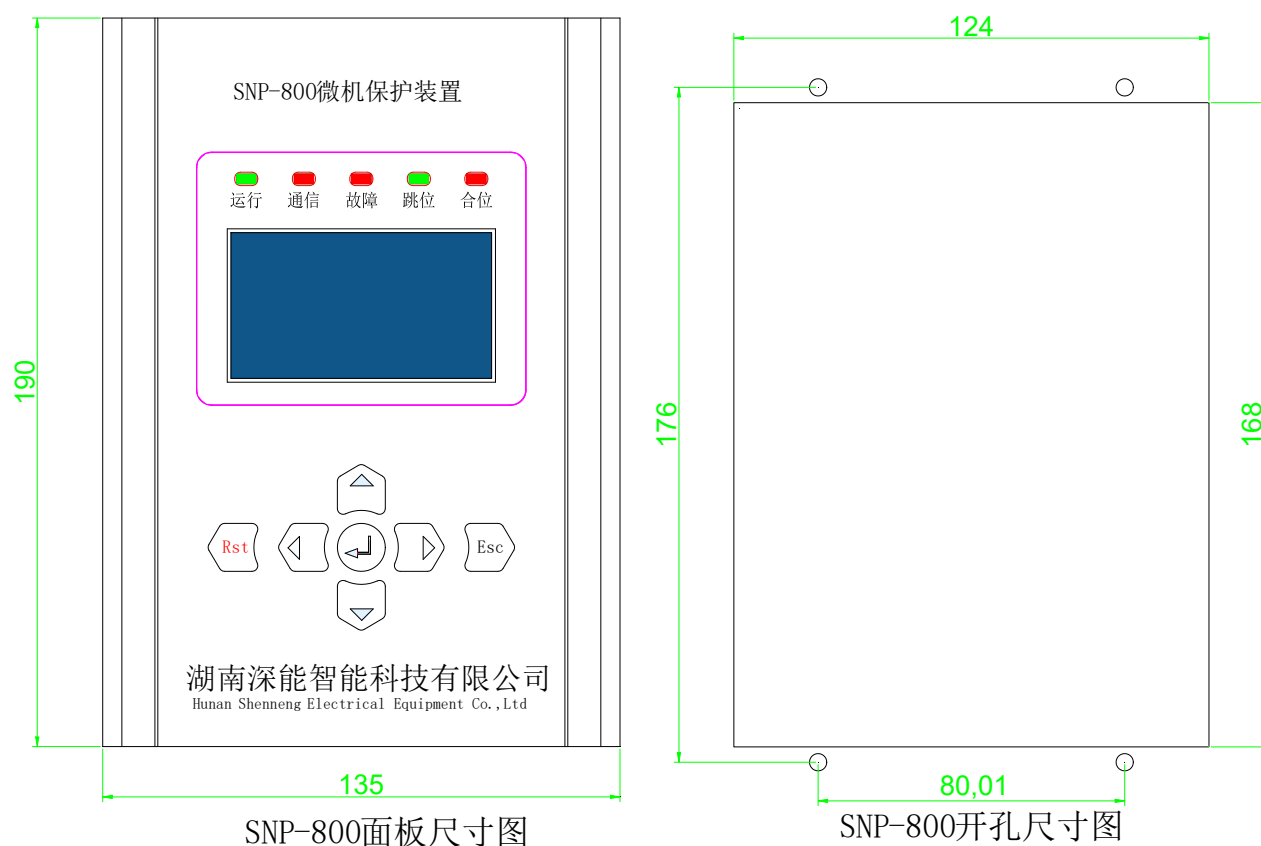 SNP-800微机保护装置
运行 通信 故障 跳位 合位
190
Rst
Esc
湖南深能智能科技有限公司
Hunan Shenneng Electrical Equipment Co.,Ltd
135
SNP-800面板尺寸图
124
176
168
80,01
SNP-800开孔尺寸图